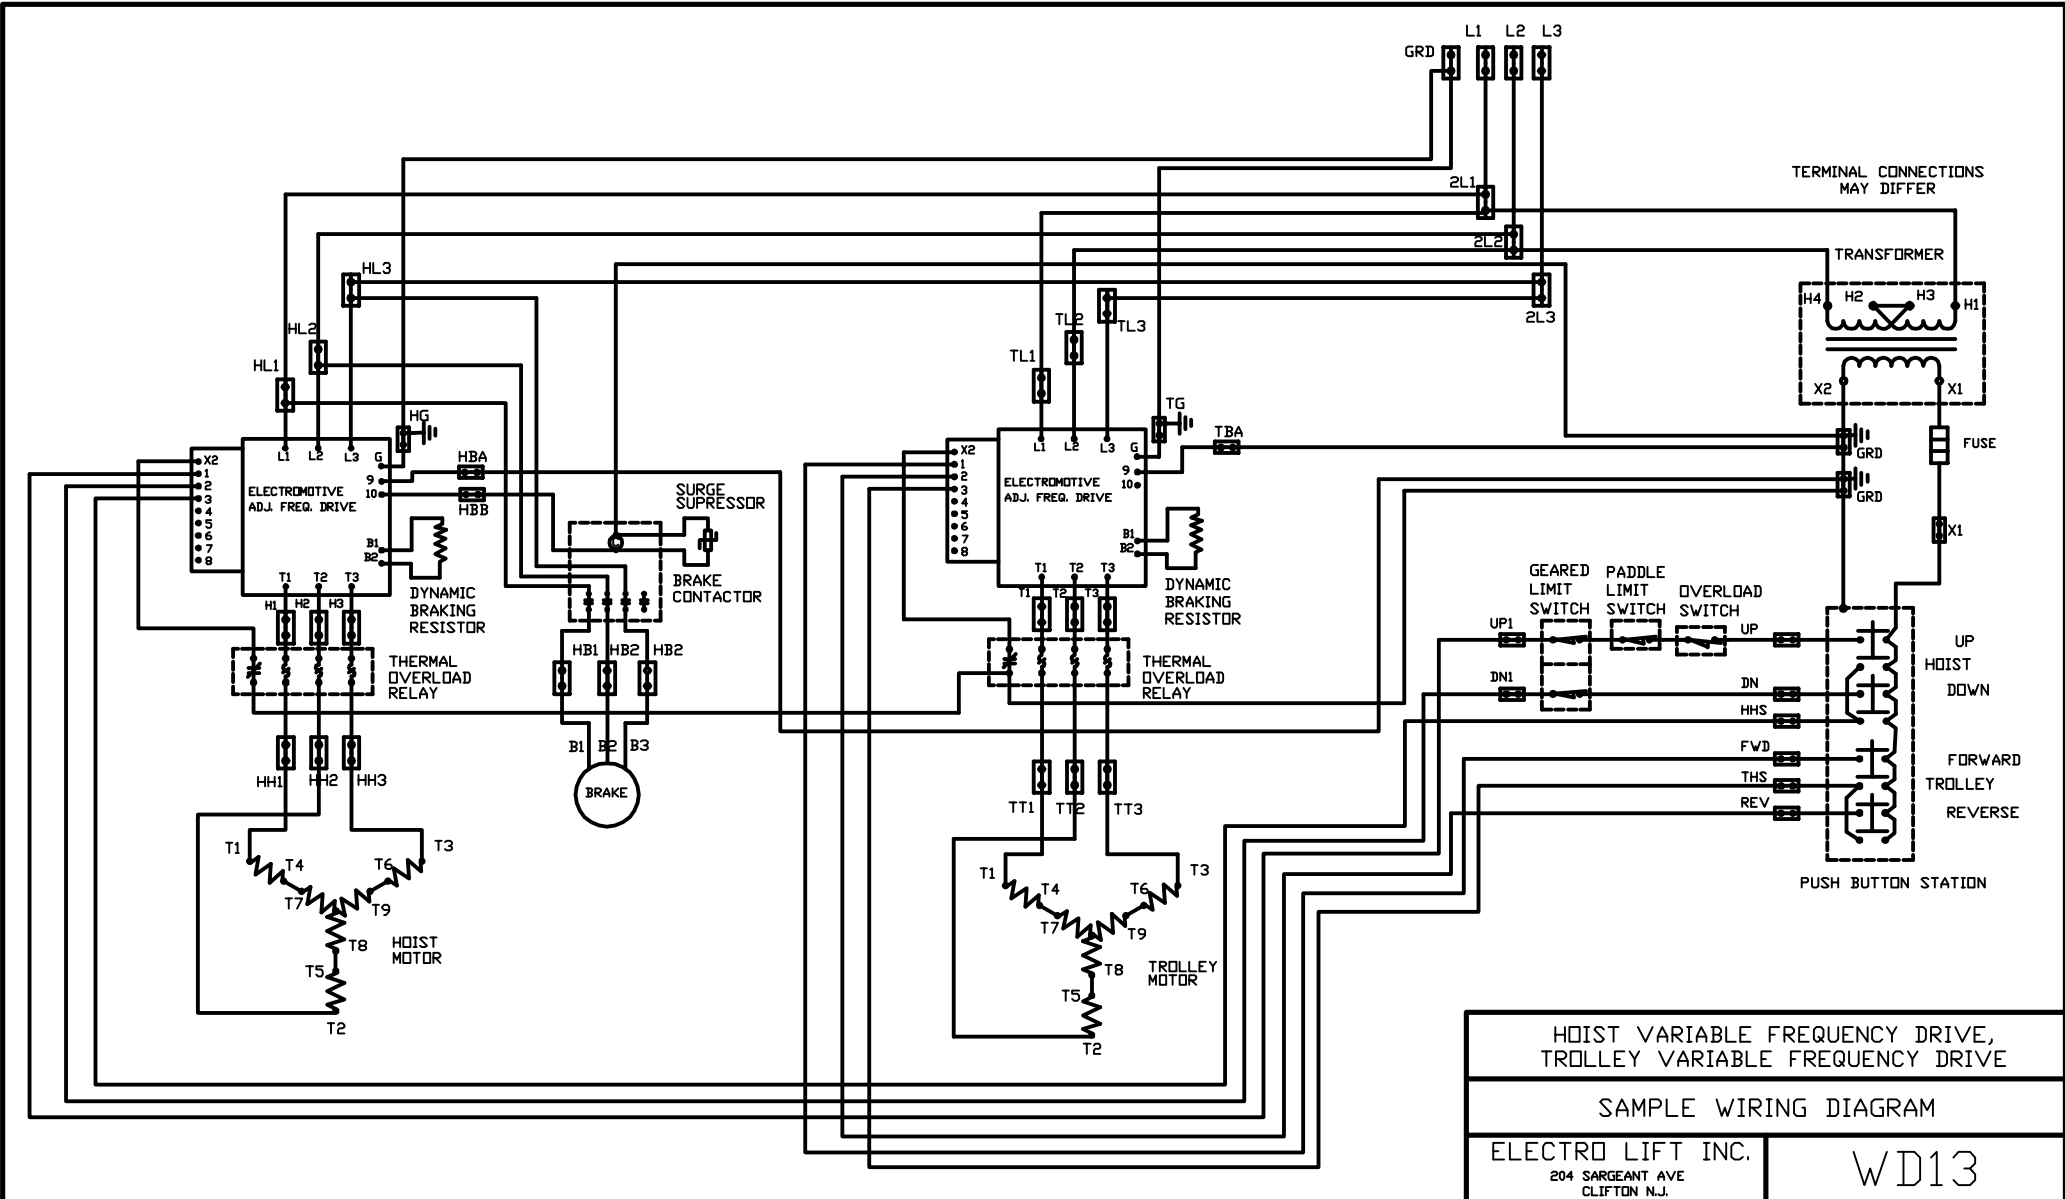 L1 L2 L3
GRD
TERMINAL CONNECTIONS
MAY DIFFER
2L1
2L2
TRANSFORMER
HL3
H4 H2 H3 H1
2L3
TL2
TL3
HL2
TL1
HL1
X2 X1
HG
TG
TBA
FUSE
GRD
L1 L2 L3
G
X2
1
2
3
4
5
6
7
8
9
10
HBA
HBB
ELECTROMOTIVE
ADJ. FREQ. DRIVE
B1
B2
T1 T2 T3
SURGE
SUPRESSOR
L1 L2 L3
G
X2
1
2
3
4
5
6
7
8
9
10
ELECTROMOTIVE
ADJ. FREQ. DRIVE
B1
B2
T1 T2 T3
GRD
X1
BRAKE
CONTACTOR
DYNAMIC
BRAKING
RESISTOR
H1 H2 H3
DYNAMIC
BRAKING
RESISTOR
T1 T2 T3
GEARED
LIMIT
SWITCH
PADDLE
LIMIT
SWITCH
OVERLOAD
SWITCH
UP1 UP
UP
HOIST
DN1 DN
DOWN
HHS
FWD
FORWARD
THS
TROLLEY
REV
REVERSE
PUSH BUTTON STATION
THERMAL
OVERLOAD
RELAY
HB1 HB2 HB2
THERMAL
OVERLOAD
RELAY
B1 B2 B3
BRAKE
HH1 HH2 HH3
TT1 TT2 TT3
T1 T3
T4 T6
T7 T9
T8
T5
T2
HOIST
MOTOR
T1 T3
T4 T6
T7 T9
T8
T5
T2
TROLLEY
MOTOR
HOIST VARIABLE FREQUENCY DRIVE,
TROLLEY VARIABLE FREQUENCY DRIVE
SAMPLE WIRING DIAGRAM
ELECTRO LIFT INC.
204 SARGEANT AVE
CLIFTON N.J.
WD13